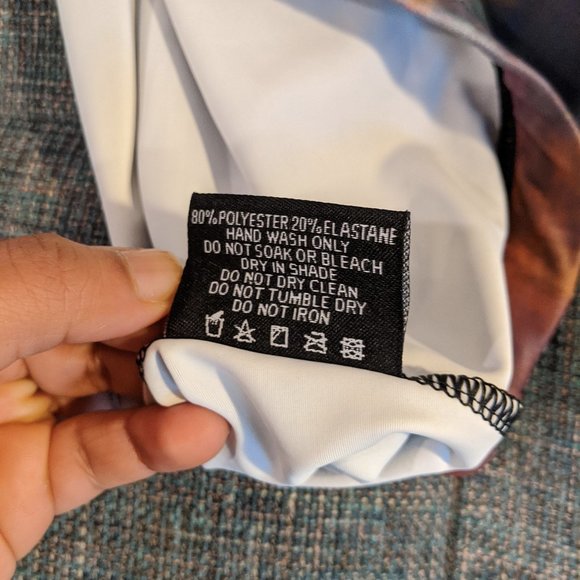 80% POLYESTER 20% ELASTANE
HAND WASH ONLY
DO NOT SOAK OR BLEACH
DRY IN SHADE
DO NOT DRY CLEAN
DO NOT TUMBLE DRY
DO NOT IRON